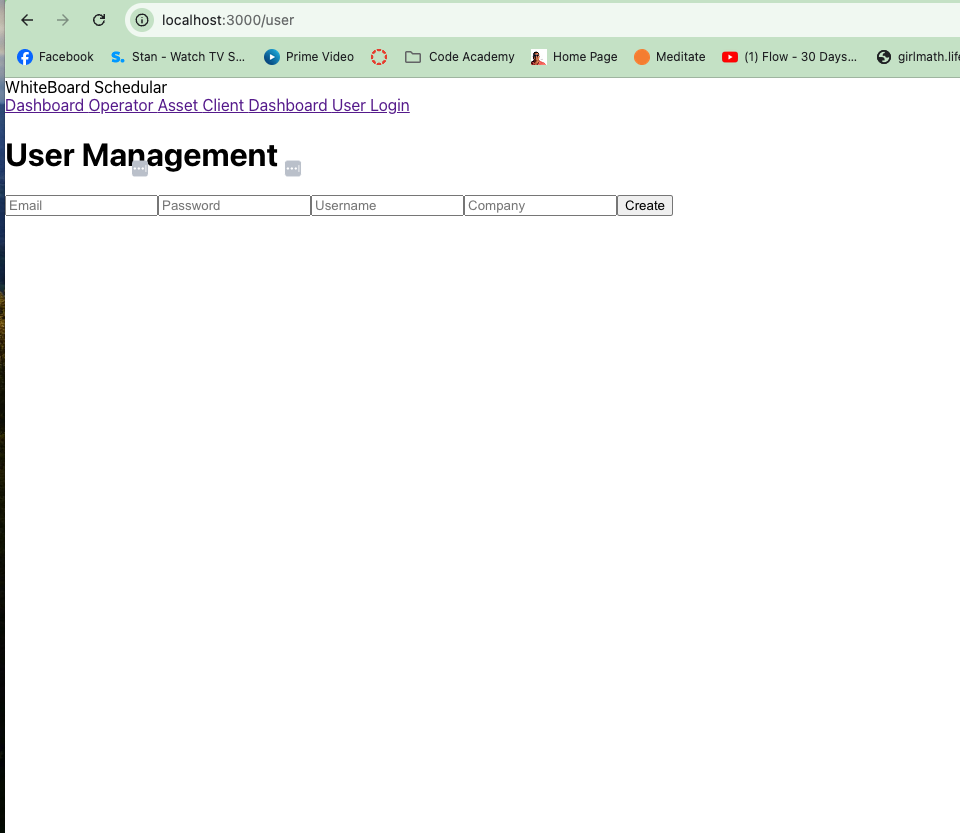 localhost:3000/user
Facebook Stan - Watch TV S... Prime Video Code Academy Home Page Meditate (1) Flow - 30 Days... girlmath.life
WhiteBoard Schedular
Dashboard Operator Asset Client Dashboard User Login
User Management
Email Password Username Company Create